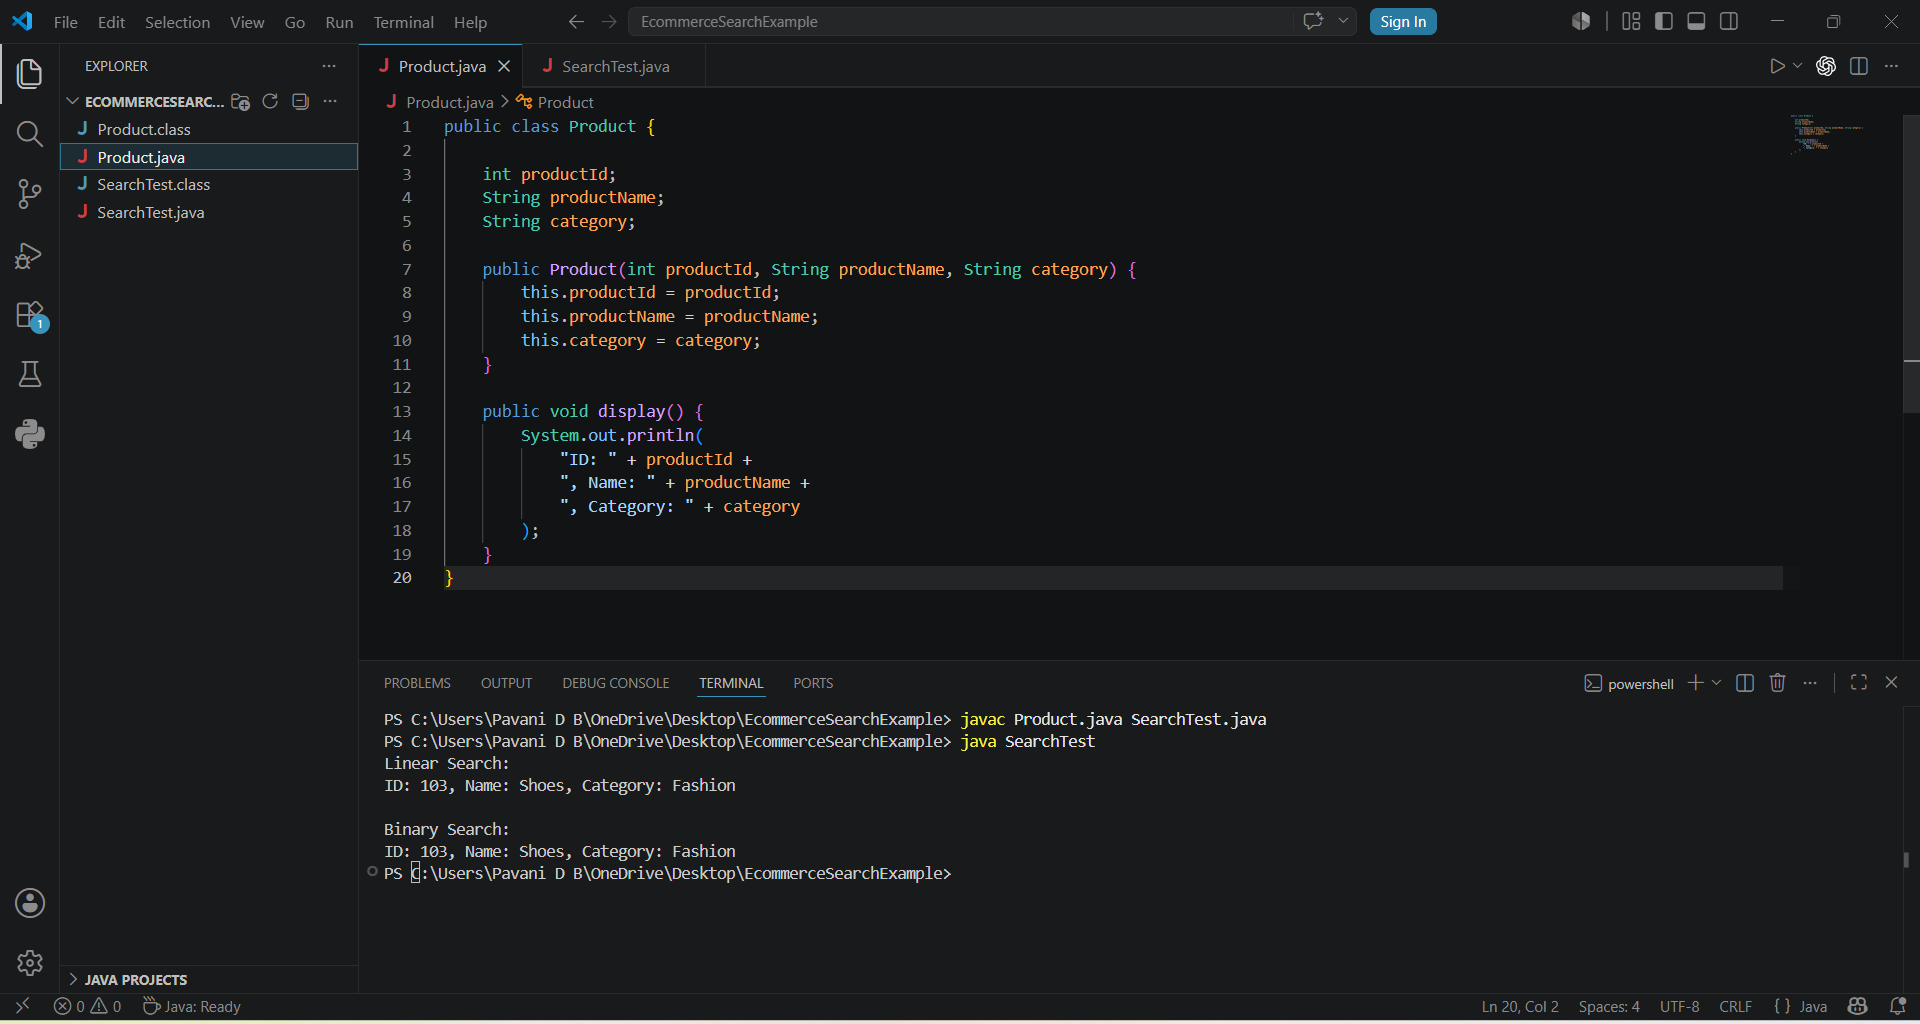 File Edit Selection View Go Run Terminal Help
EcommerceSearchExample
Sign In
EXPLORER
ECOMMERCESEARC...
Product.class
Product.java
SearchTest.class
SearchTest.java
JAVA PROJECTS
Product.java
SearchTest.java
Product.java > Product
1 public class Product {
2
3 int productId;
4 String productName;
5 String category;
6
7 public Product(int productId, String productName, String category) {
8 this.productId = productId;
9 this.productName = productName;
10 this.category = category;
11 }
12
13 public void display() {
14 System.out.println(
15 "ID: " + productId +
16 ", Name: " + productName +
17 ", Category: " + category
18 );
19 }
20 }
PROBLEMS OUTPUT DEBUG CONSOLE TERMINAL PORTS
powershell
PS C:\Users\Pavani D B\OneDrive\Desktop\EcommerceSearchExample> javac Product.java SearchTest.java
PS C:\Users\Pavani D B\OneDrive\Desktop\EcommerceSearchExample> java SearchTest
Linear Search:
ID: 103, Name: Shoes, Category: Fashion
Binary Search:
ID: 103, Name: Shoes, Category: Fashion
PS C:\Users\Pavani D B\OneDrive\Desktop\EcommerceSearchExample>
1
0 0 Java: Ready
Ln 20, Col 2 Spaces: 4 UTF-8 CRLF { } Java